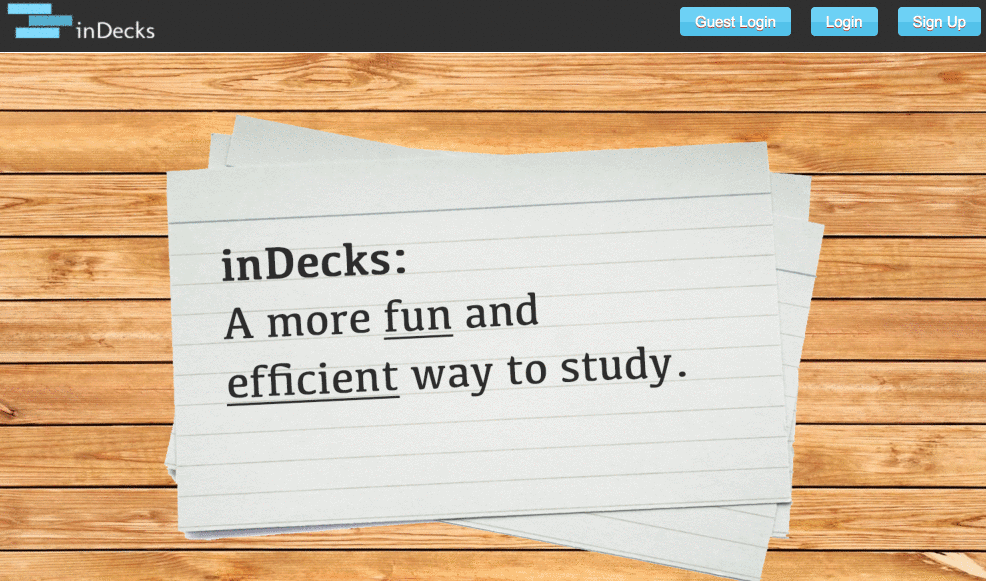 inDecks
Guest Login
Login
Sign Up
inDecks:
A more fun and
efficient way to study.